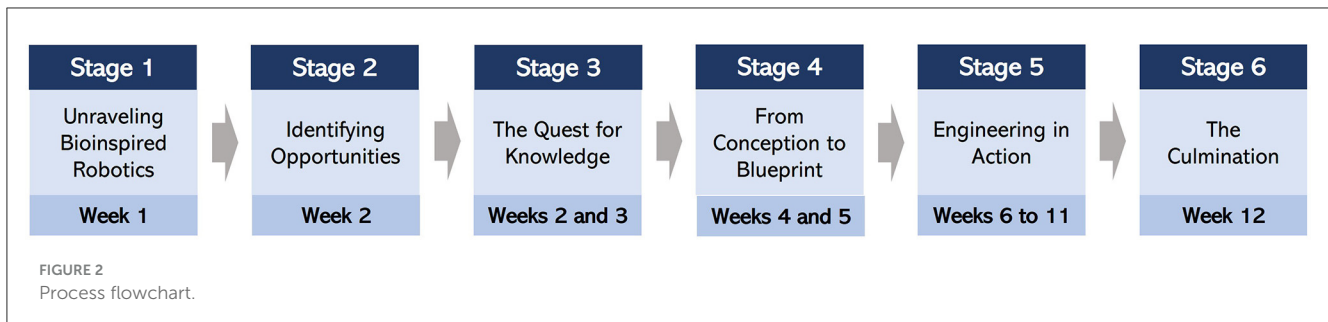 Stage 1
Unraveling
Bioinspired
Robotics
Week 1
Stage 2
Identifying
Opportunities
Week 2
Stage 3
The Quest for
Knowledge
Weeks 2 and 3
Stage 4
From
Conception to
Blueprint
Weeks 4 and 5
Stage 5
Engineering in
Action
Weeks 6 to 11
Stage 6
The
Culmination
Week 12
FIGURE 2
Process flowchart.